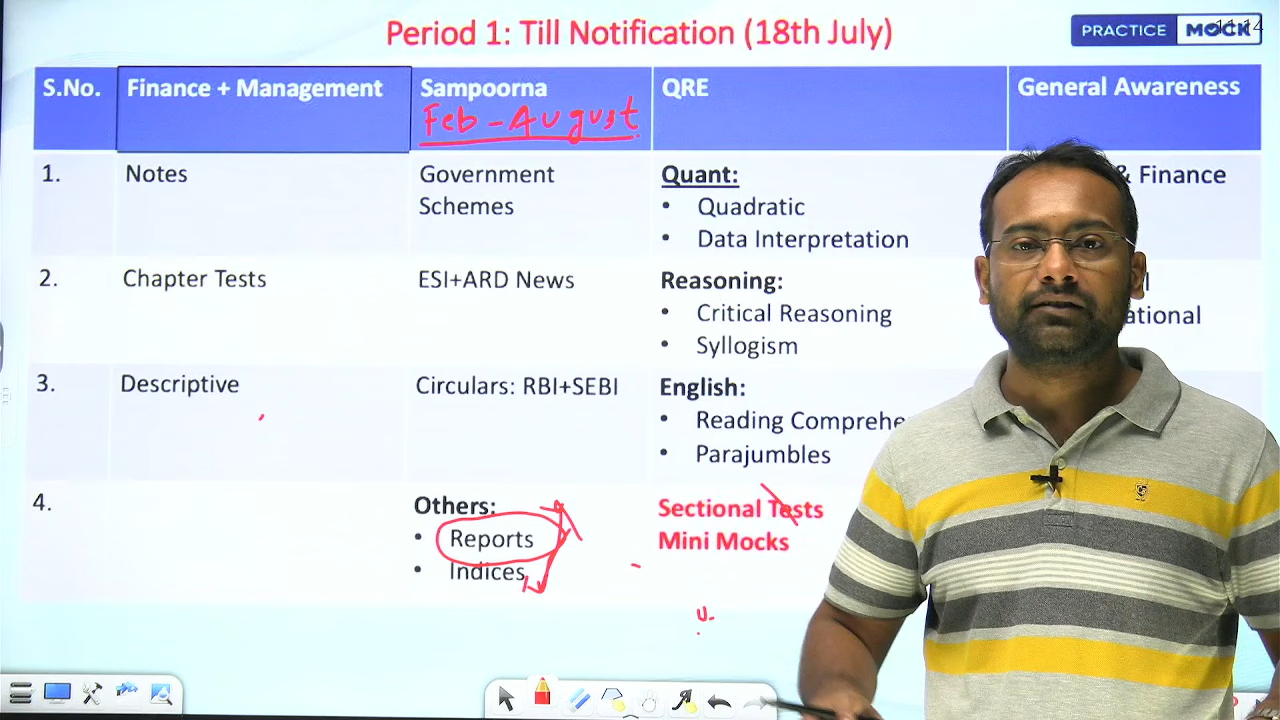 Period 1: Till Notification (18th July)
PRACTICE MOCK
11:14
S.No. Finance + Management Sampoorna QRE General Awareness
Feb - August
1. Notes Government Schemes Quant: & Finance
• Quadratic
• Data Interpretation
2. Chapter Tests ESI+ARD News Reasoning:
• Critical Reasoning ational
• Syllogism
3. Descriptive Circulars: RBI+SEBI English:
• Reading Comprehe
• Parajumbles
4. Others: Sectional Tests
• Reports Mini Mocks
• Indices